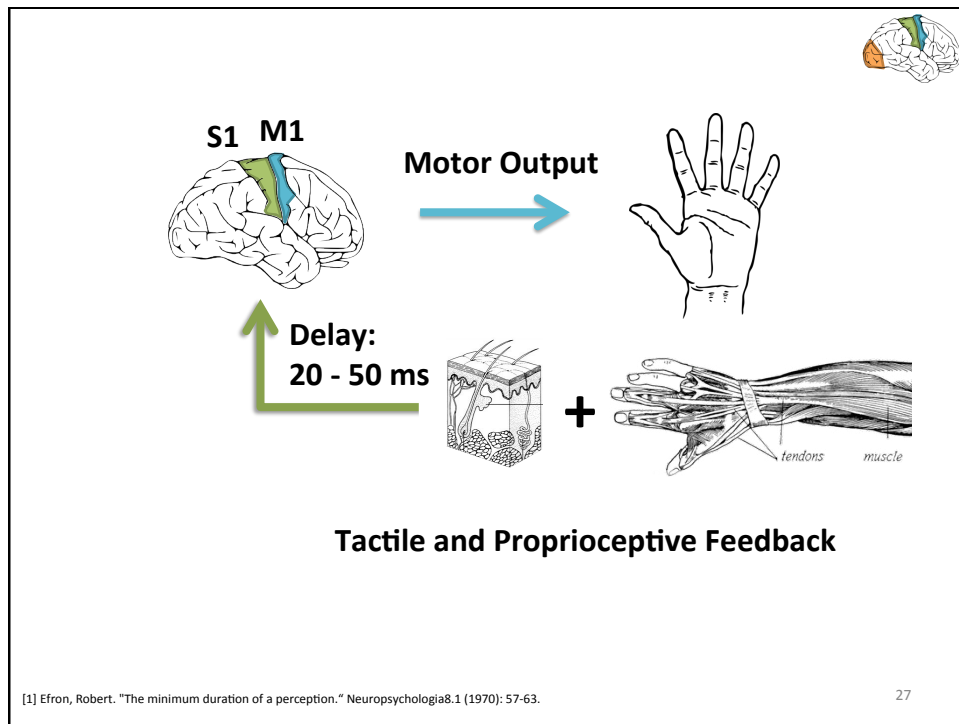 S1 M1
Motor Output
Delay:
20 - 50 ms
+
tendons muscle
Tactile and Proprioceptive Feedback
[1] Efron, Robert. "The minimum duration of a perception.“ Neuropsychologia8.1 (1970): 57-63.
27